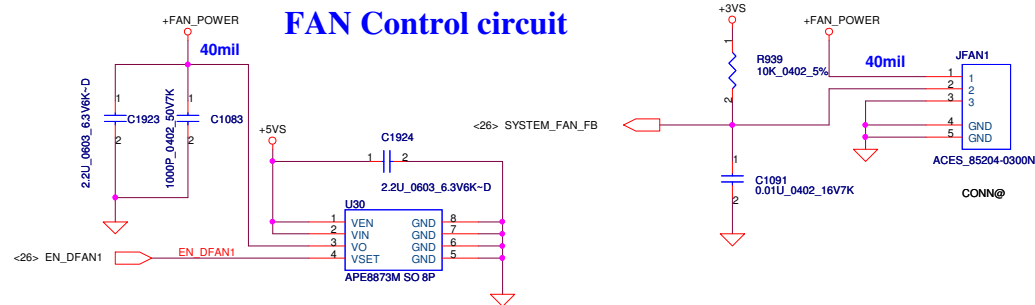 FAN Control circuit
+FAN_POWER
40mil
1
2
C1923
2.2U_0603_6.3V6K~D
1
2
C1083
1000P_0402_50V7K
+5VS
C1924
1 2
2.2U_0603_6.3V6K~D
U30
1 VEN GND 8
2 VIN GND 7
3 VO GND 6
4 VSET GND 5
APE8873M SO 8P
<26> EN_DFAN1
EN_DFAN1
+3VS
1
R939
10K_0402_5%
2
<26> SYSTEM_FAN_FB
1
C1091
0.01U_0402_16V7K
2
+FAN_POWER
40mil
JFAN1
1 1
2 2
3 3
4 GND
5 GND
ACES_85204-0300N
CONN@